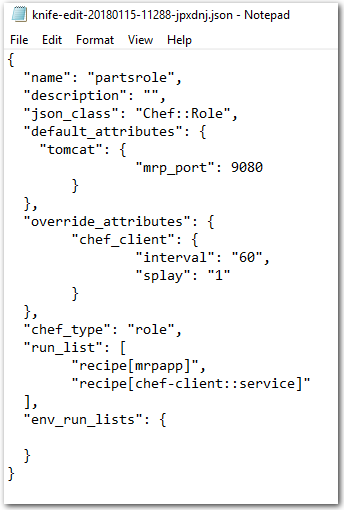 knife-edit-20180115-11288-jpxdnj.json - Notepad
File Edit Format View Help
{
  "name": "partsrole",
  "description": "",
  "json_class": "Chef::Role",
  "default_attributes": {
    "tomcat": {
                "mrp_port": 9080
        }
  },
  "override_attributes": {
        "chef_client": {
                "interval": "60",
                "splay": "1"
        }
  },
  "chef_type": "role",
  "run_list": [
        "recipe[mrpapp]",
        "recipe[chef-client::service]"
  ],
  "env_run_lists": {

  }
}